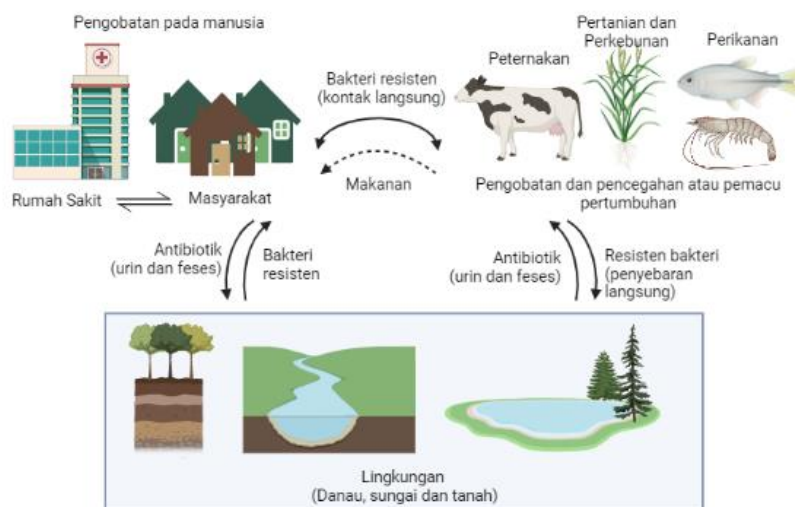 Pengobatan pada manusia
Pertanian dan
Perkebunan
Perikanan
Peternakan
Bakteri resisten
(kontak langsung)
Makanan
Rumah Sakit
Masyarakat
Pengobatan dan pencegahan atau pemacu
pertumbuhan
Antibiotik
(urin dan feses)
Bakteri
resisten
Antibiotik
(urin dan feses)
Resisten bakteri
(penyebaran
langsung)
Lingkungan
(Danau, sungai dan tanah)